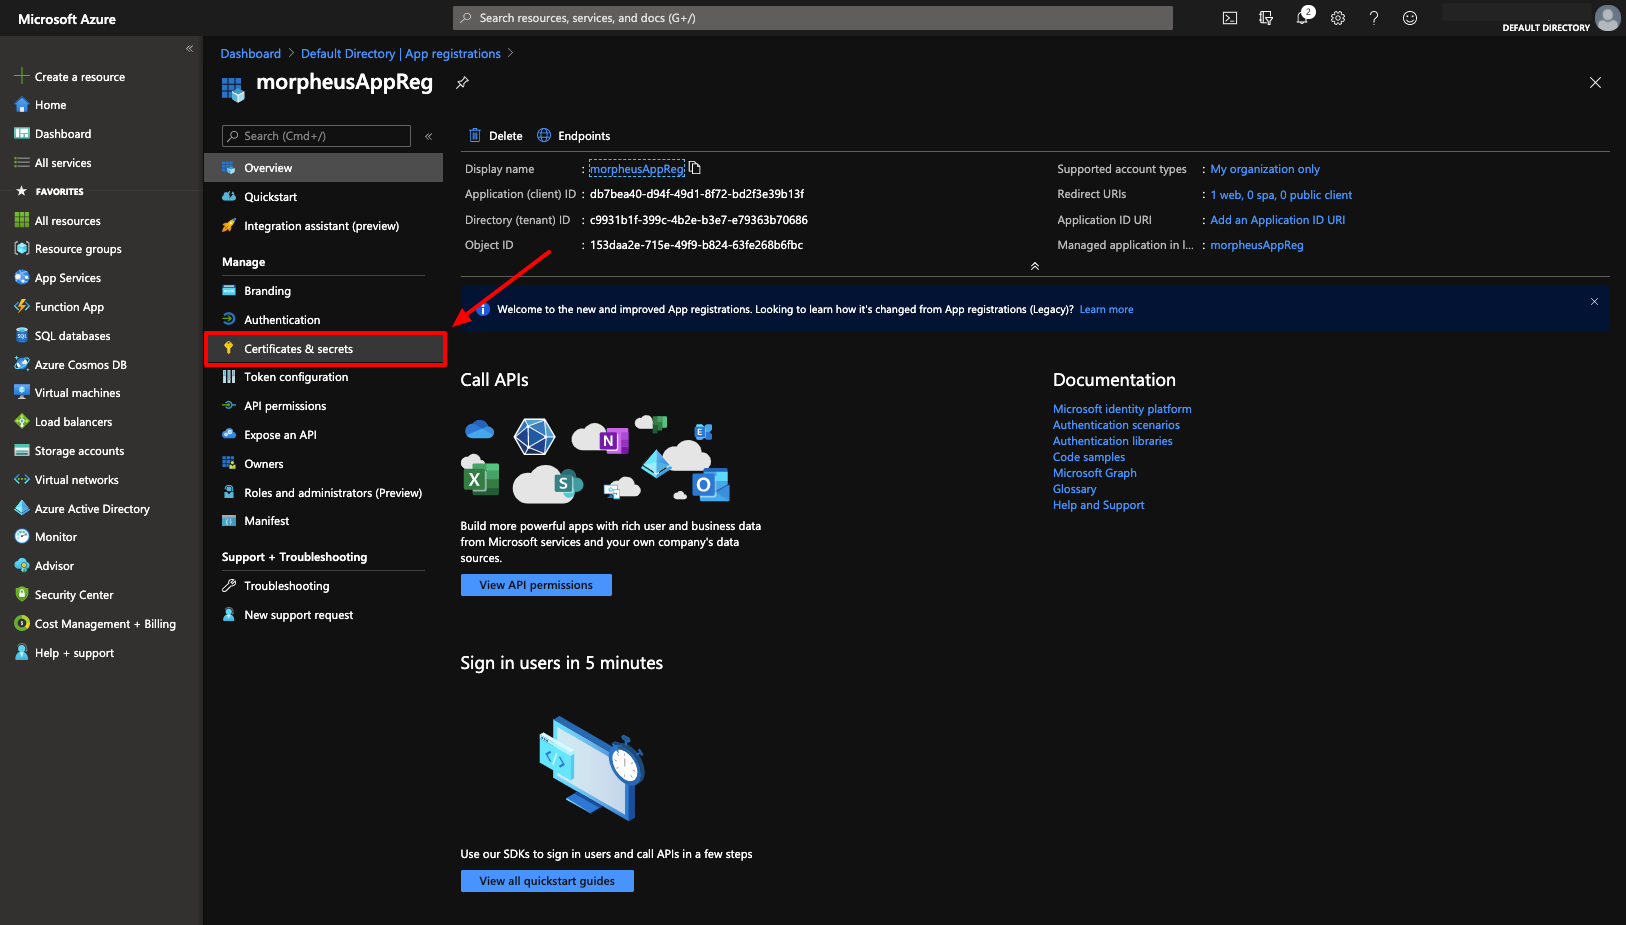 Microsoft Azure
Search resources, services, and docs (G+/)
2
DEFAULT DIRECTORY
«
Create a resource
Home
Dashboard
All services
FAVORITES
All resources
Resource groups
App Services
Function App
SQL databases
Azure Cosmos DB
Virtual machines
Load balancers
Storage accounts
Virtual networks
Azure Active Directory
Monitor
Advisor
Security Center
Cost Management + Billing
Help + support
Dashboard > Default Directory | App registrations >
morpheusAppReg
Search (Cmd+/)
«
Overview
Quickstart
Integration assistant (preview)
Manage
Branding
Authentication
Certificates & secrets
Token configuration
API permissions
Expose an API
Owners
Roles and administrators (Preview)
Manifest
Support + Troubleshooting
Troubleshooting
New support request
Delete
Endpoints
Display name : morpheusAppReg
Application (client) ID : db7bea40-d94f-49d1-8f72-bd2f3e39b13f
Directory (tenant) ID : c9931b1f-399c-4b2e-b3e7-e79363b70686
Object ID : 153daa2e-715e-49f9-b824-63fe268b6fbc
Supported account types : My organization only
Redirect URIs : 1 web, 0 spa, 0 public client
Application ID URI : Add an Application ID URI
Managed application in l... : morpheusAppReg
Welcome to the new and improved App registrations. Looking to learn how it's changed from App registrations (Legacy)? Learn more
Call APIs
N
E
X
S
O
Build more powerful apps with rich user and business data
from Microsoft services and your own company's data
sources.
View API permissions
Documentation
Microsoft identity platform
Authentication scenarios
Authentication libraries
Code samples
Microsoft Graph
Glossary
Help and Support
Sign in users in 5 minutes
</>
Use our SDKs to sign in users and call APIs in a few steps
View all quickstart guides